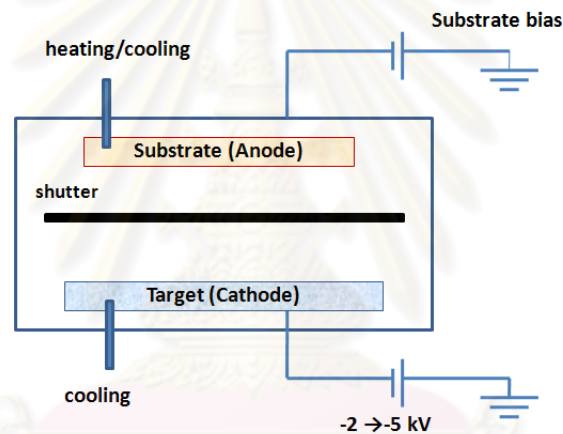 Substrate bias
heating/cooling
Substrate (Anode)
shutter
Target (Cathode)
cooling
-2 →-5 kV